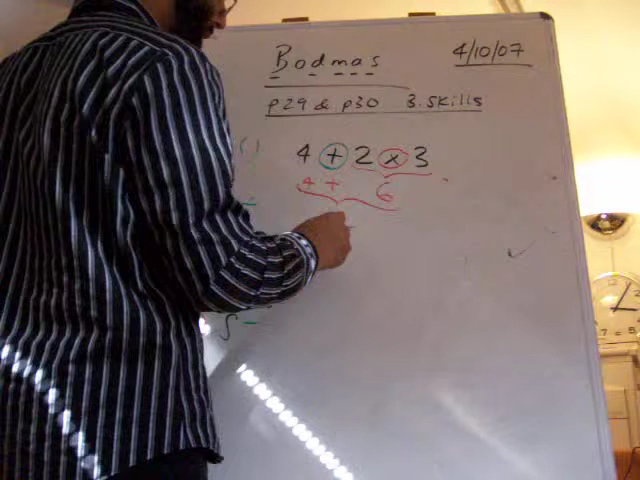 Bodmas 4/10/07
p29 & p30 3.Skills
( )
4 + 2 × 3
4 + 6
S